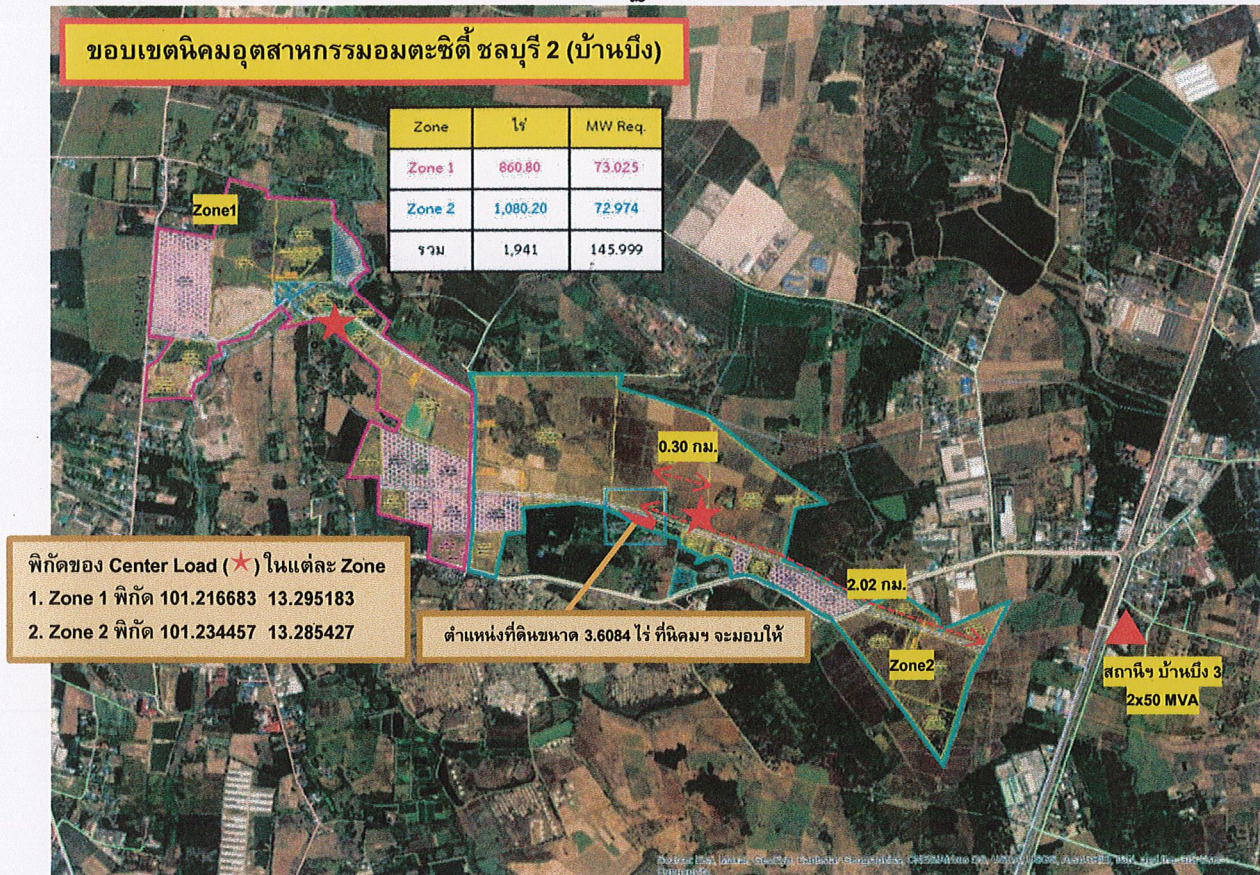 ขอบเขตนิคมอุตสาหกรรมอมตะซิตี้ ชลบุรี 2 (บ้านบึง)
Zone ไร่ MW Req.
Zone 1 860.80 73.025
Zone 2 1,080.20 72.974
รวม 1,941 145.999
Zone1
0.30 กม.
2.02 กม.
พิกัดของ Center Load (★) ในแต่ละ Zone
1. Zone 1 พิกัด 101.216683 13.295183
2. Zone 2 พิกัด 101.234457 13.285427
ตำแหน่งที่ดินขนาด 3.6084 ไร่ ที่นิคมฯ จะมอบให้
Zone2
สถานีฯ บ้านบึง 3
2x50 MVA